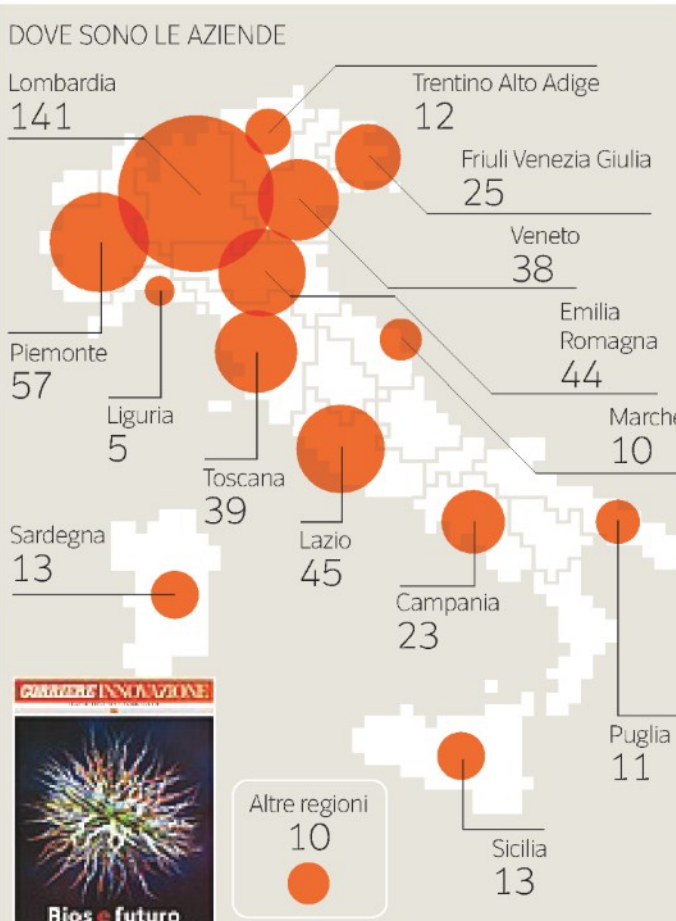 DOVE SONO LE AZIENDE
Lombardia
141
Trentino Alto Adige
12
Friuli Venezia Giulia
25
Veneto
38
Emilia
Romagna
44
Piemonte
57
Liguria
5
Marche
10
Toscana
39
Lazio
45
Sardegna
13
Campania
23
Puglia
11
CORRIERE INNOVAZIONE
Bios e futuro
Altre regioni
10
Sicilia
13